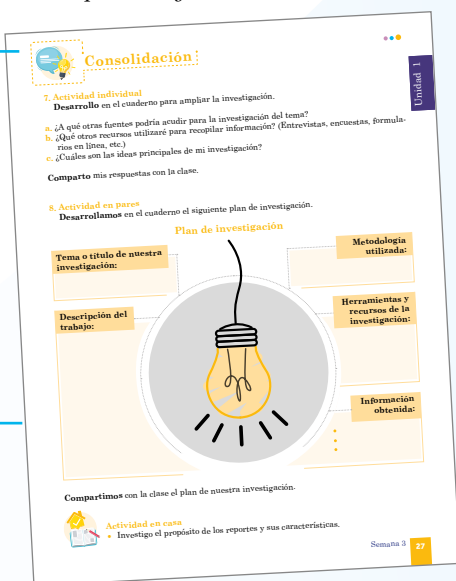 Consolidación
Unidad 1
7. Actividad individual
Desarrollo en el cuaderno para ampliar la investigación.
a. ¿A qué otras fuentes podría acudir para la investigación del tema?
b. ¿Qué otros recursos utilizaré para recopilar información? (Entrevistas, encuestas, formula-
rios en línea, etc.)
c. ¿Cuáles son las ideas principales de mi investigación?
Comparto mis respuestas con la clase.
8. Actividad en pares
Desarrollamos en el cuaderno el siguiente plan de investigación.
Plan de investigación
Tema o título de nuestra
investigación:
Metodología
utilizada:
Descripción del
trabajo:
Herramientas y
recursos de la
investigación:
Información
obtenida:
Compartimos con la clase el plan de nuestra investigación.
Actividad en casa
• Investigo el propósito de los reportes y sus características.
Semana 3
27